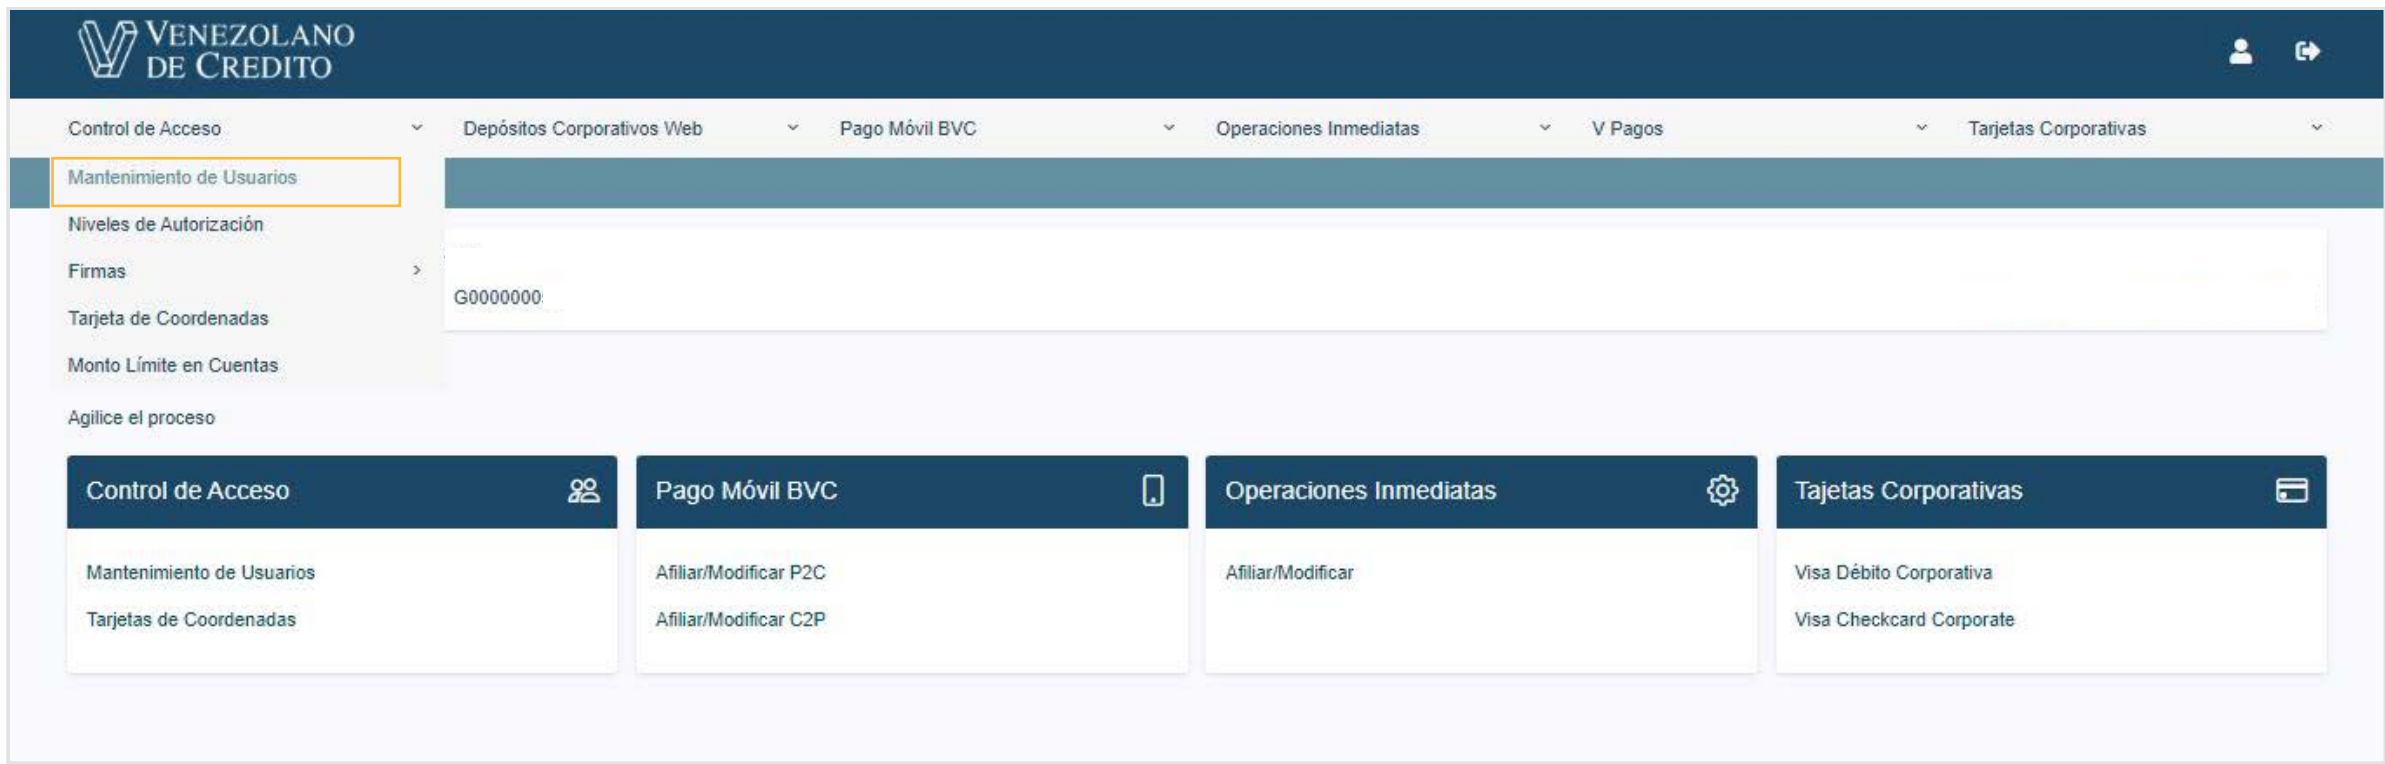 VENEZOLANO
DE CREDITO
Control de Acceso
Depósitos Corporativos Web
Pago Móvil BVC
Operaciones Inmediatas
V Pagos
Tarjetas Corporativas
Mantenimiento de Usuarios
Niveles de Autorización
Firmas
Tarjeta de Coordenadas
Monto Límite en Cuentas
G0000000
Agilice el proceso
Control de Acceso
Mantenimiento de Usuarios
Tarjetas de Coordenadas
Pago Móvil BVC
Afiliar/Modificar P2C
Afiliar/Modificar C2P
Operaciones Inmediatas
Afiliar/Modificar
Tajetas Corporativas
Visa Débito Corporativa
Visa Checkcard Corporate